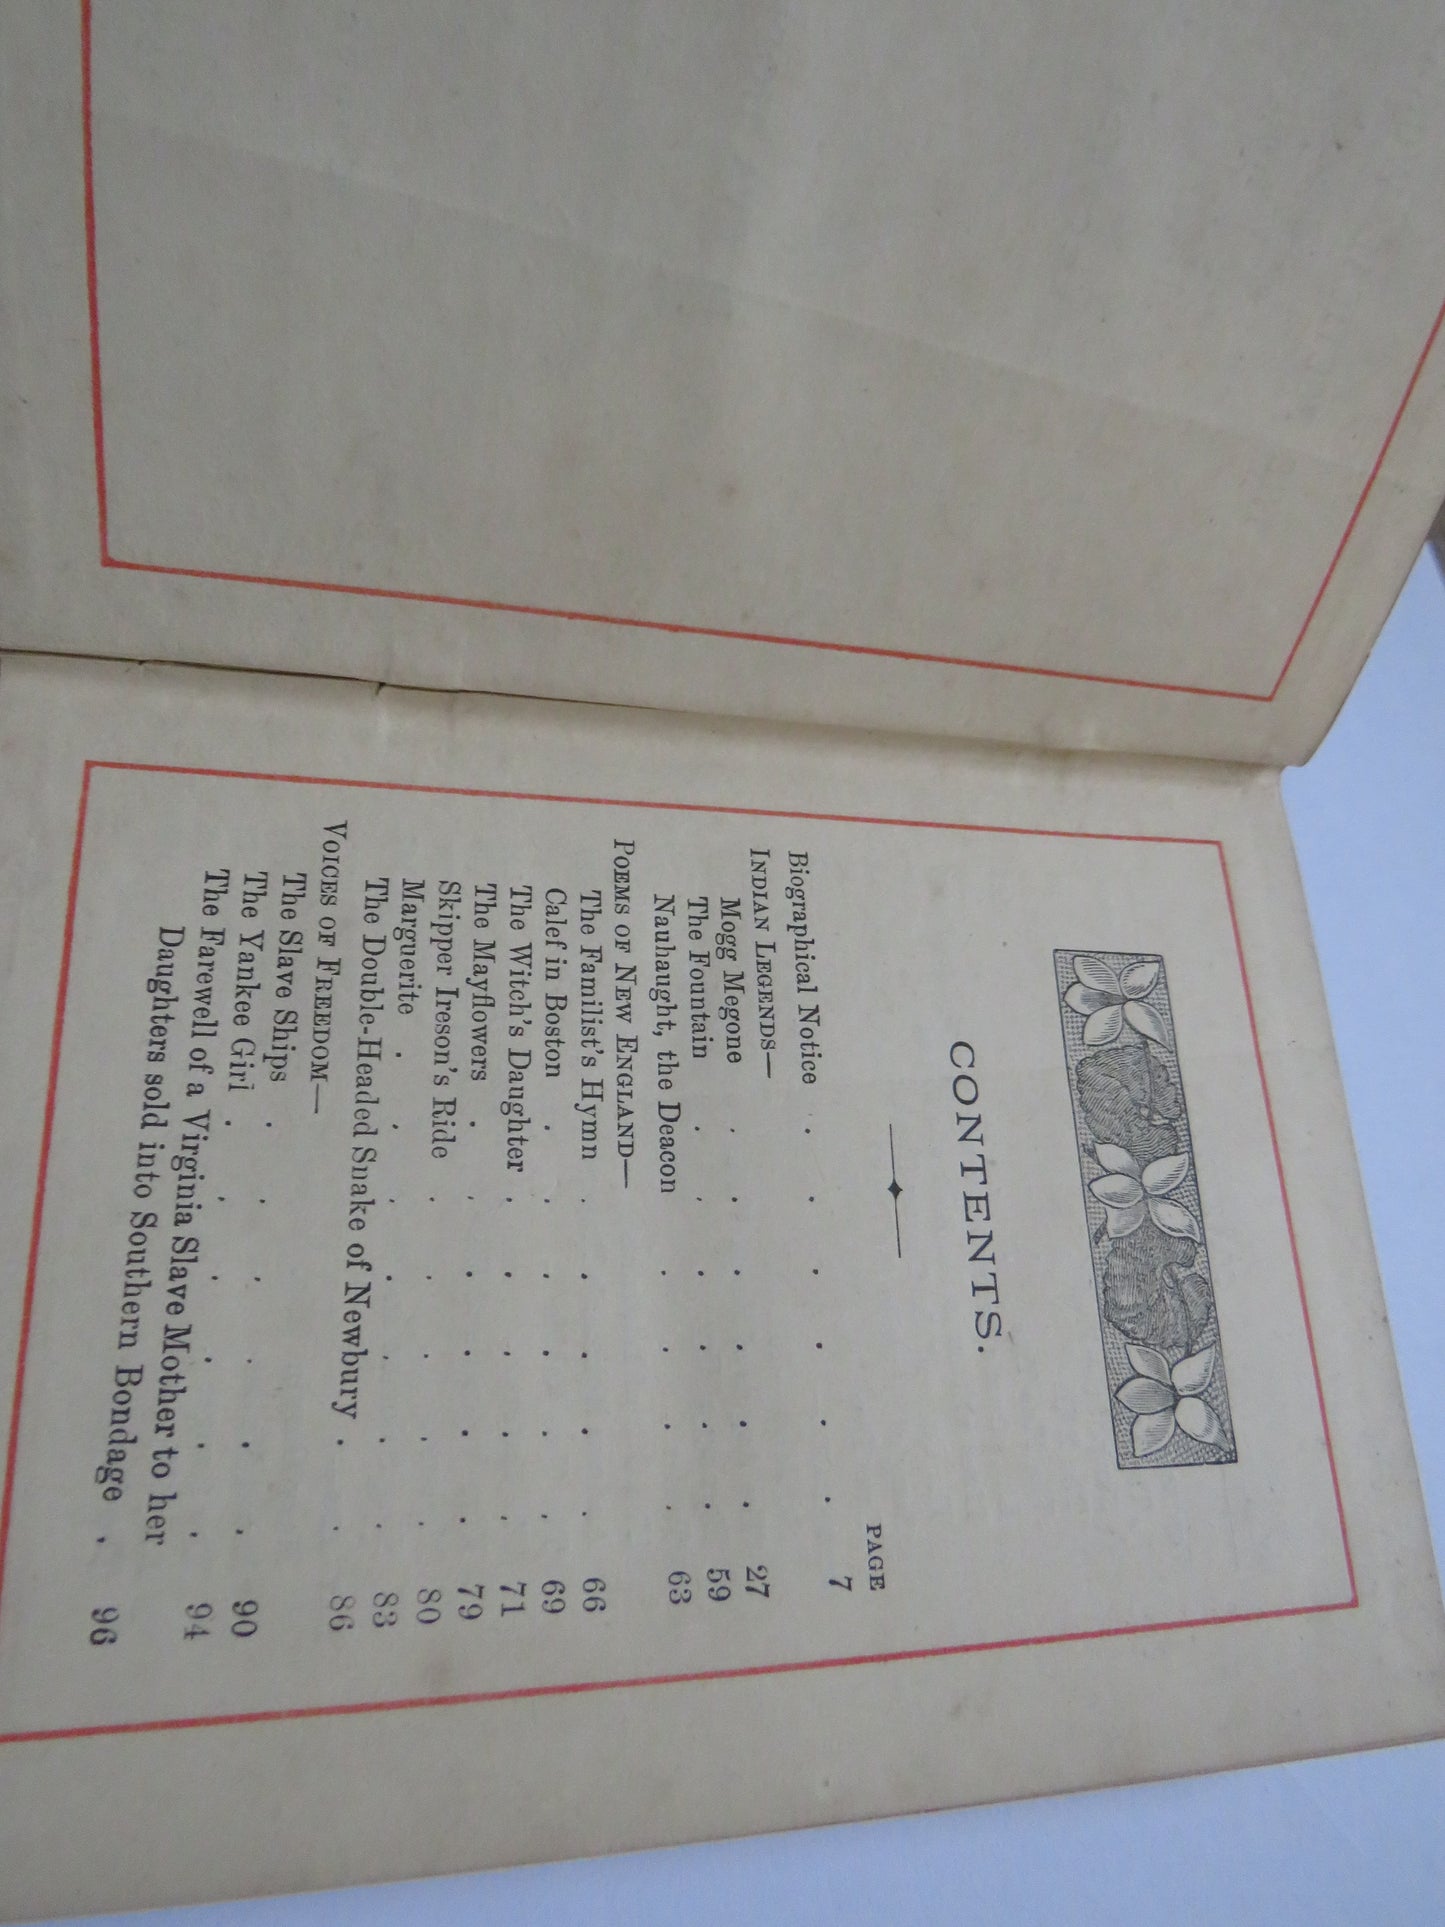 CONTENTS.
PAGE
Biographical Notice . . . . . . 7
INDIAN LEGENDS—
Mogg Megone . . . . . . 27
The Fountain . . . . . . 59
Nauhaught, the Deacon . . . . 63
POEMS OF NEW ENGLAND—
The Familist's Hymn . . . . . 66
Calef in Boston . . . . . . 69
The Witch's Daughter . . . . . 71
The Mayflowers . . . . . . 79
Skipper Ireson's Ride . . . . . 80
Marguerite . . . . . . . 83
The Double-Headed Snake of Newbury . . 86
VOICES OF FREEDOM—
The Slave Ships . . . . . . 90
The Yankee Girl . . . . . . 94
The Farewell of a Virginia Slave Mother to her
Daughters sold into Southern Bondage . 96